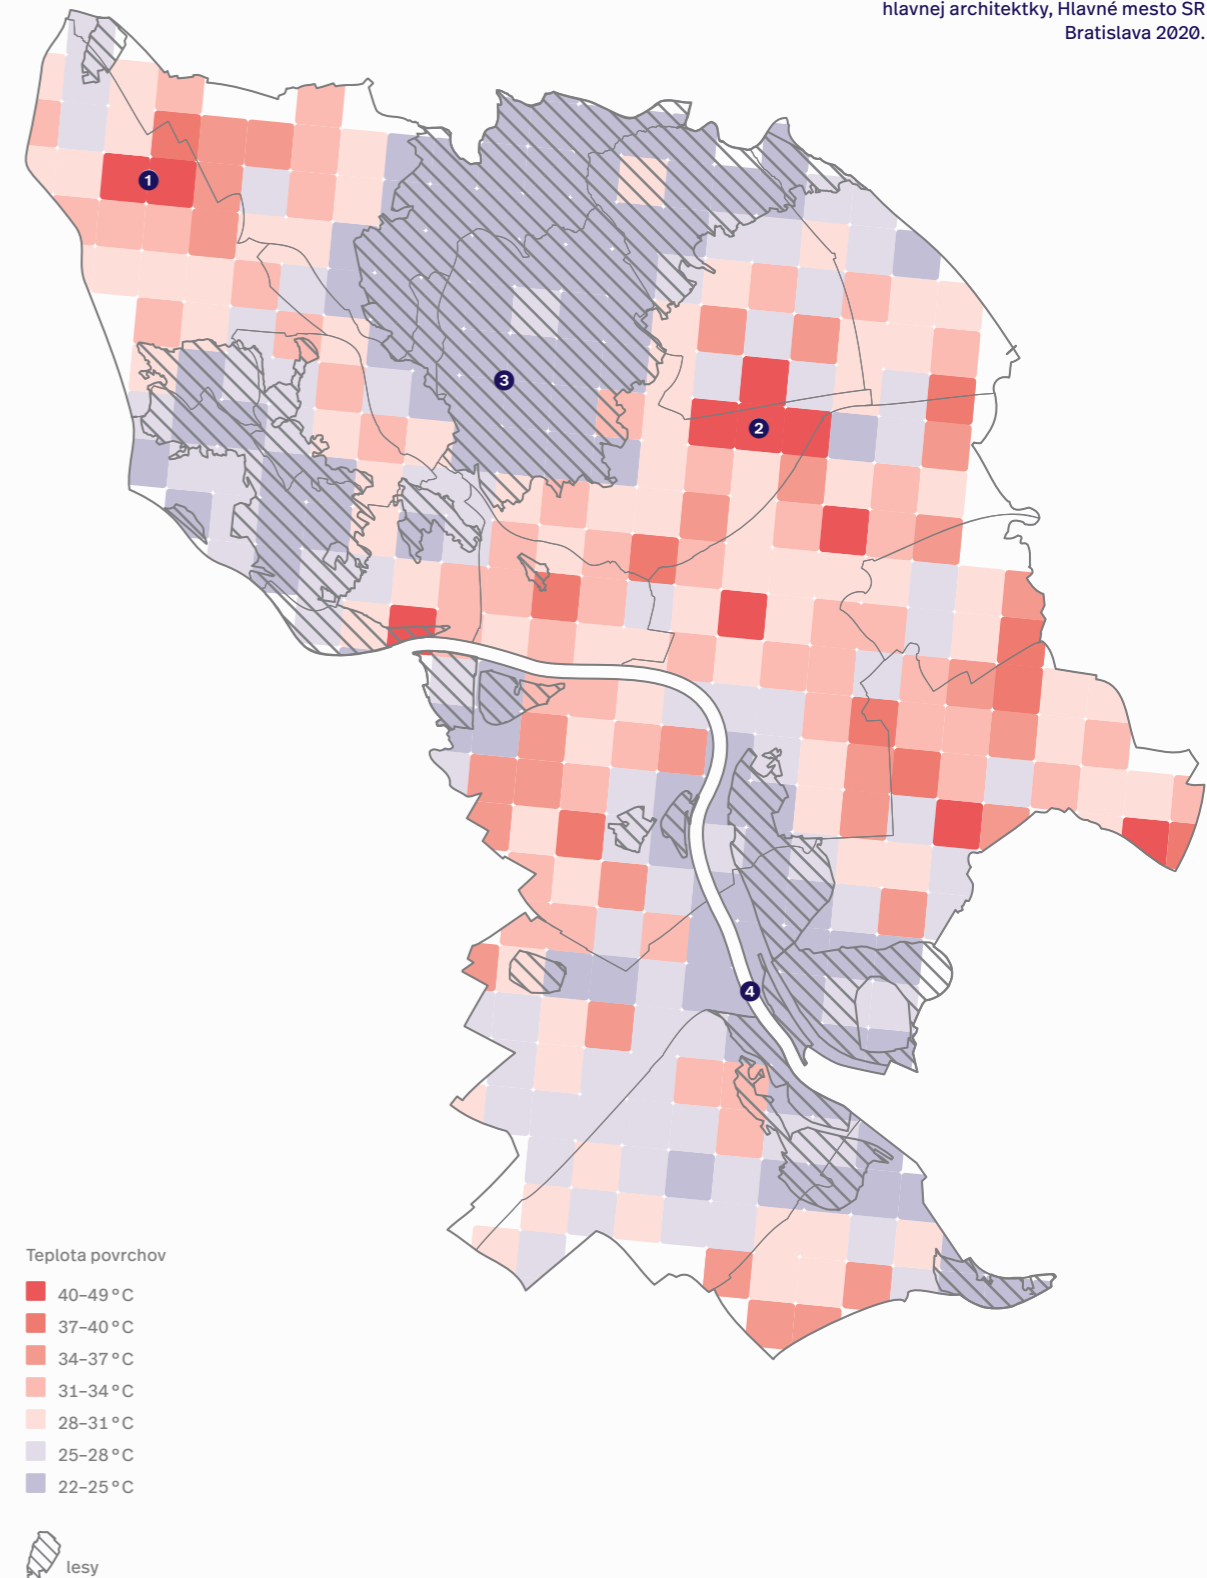 hlavnej architektky, Hlavné mesto SR
Bratislava 2020.
1
2
3
4
Teplota povrchov
40–49 °C
37–40 °C
34–37 °C
31–34 °C
28–31 °C
25–28 °C
22–25 °C
lesy